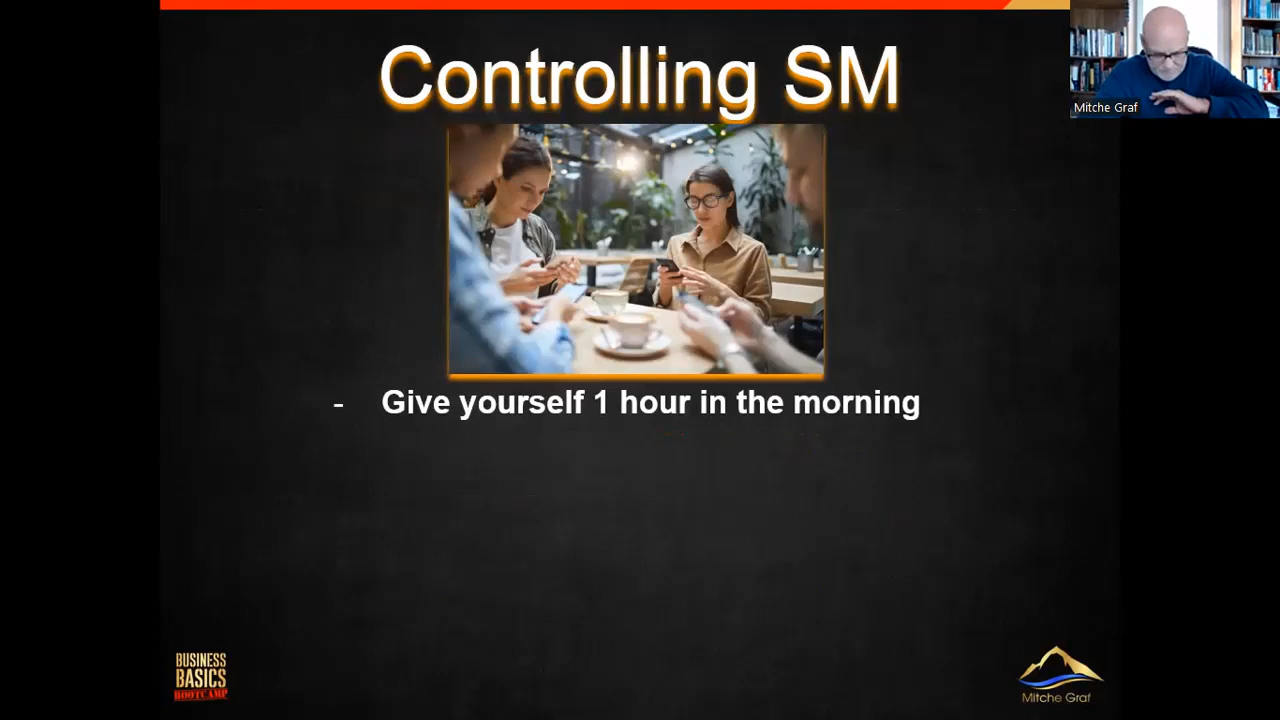 Controlling SM
Mitche Graf
- Give yourself 1 hour in the morning
BUSINESS
BASICS
BOOTCAMP
Mitche Graf